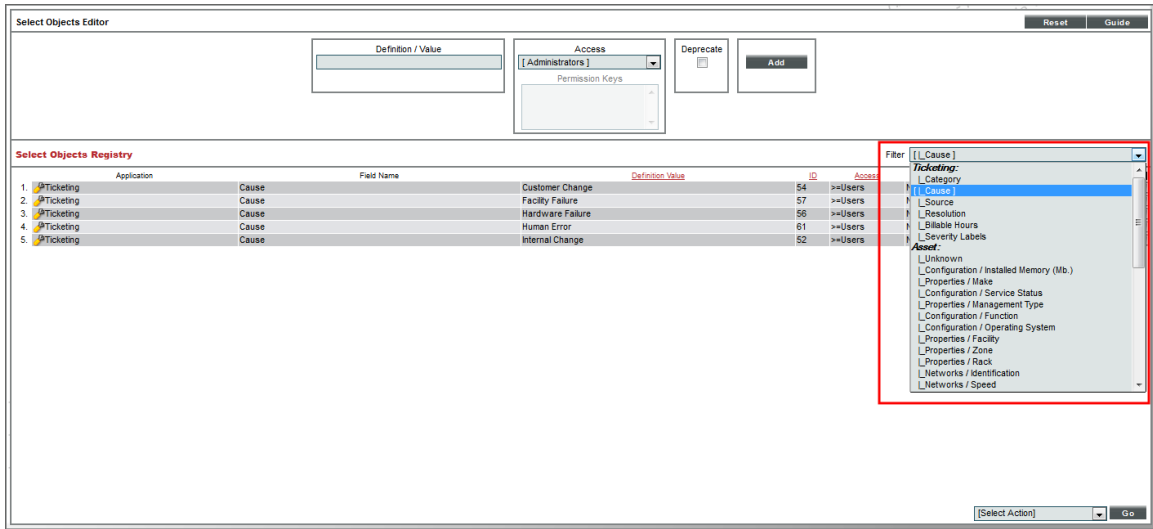 Select Objects Editor
Reset
Guide
Definition / Value
Access
[ Administrators ]
Permission Keys
Deprecate
Add
Select Objects Registry
Filter
[ |_Cause ]
Application
Field Name
Definition Value
ID
Access
1. Ticketing Cause Customer Change 54 >=Users
2. Ticketing Cause Facility Failure 57 >=Users
3. Ticketing Cause Hardware Failure 56 >=Users
4. Ticketing Cause Human Error 61 >=Users
5. Ticketing Cause Internal Change 52 >=Users
Ticketing:
|_Category
[ |_Cause ]
|_Source
|_Resolution
|_Billable Hours
|_Severity Labels
Asset:
|_Unknown
|_Configuration / Installed Memory (Mb.)
|_Properties / Make
|_Configuration / Service Status
|_Properties / Management Type
|_Configuration / Function
|_Configuration / Operating System
|_Properties / Facility
|_Properties / Zone
|_Properties / Rack
|_Networks / Identification
|_Networks / Speed
[Select Action]
Go